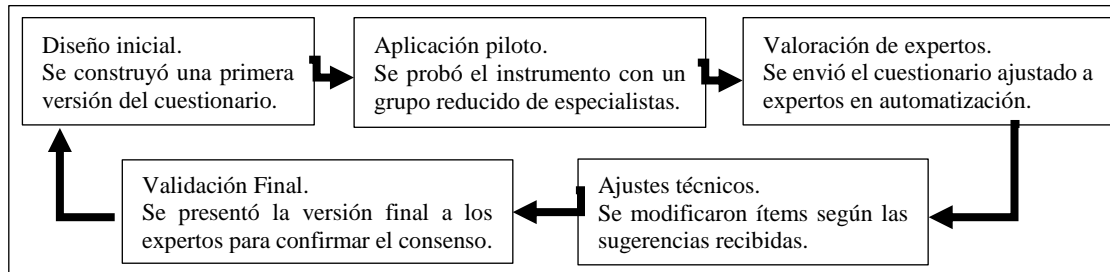 Diseño inicial.
Se construyó una primera
versión del cuestionario.
Aplicación piloto.
Se probó el instrumento con un
grupo reducido de especialistas.
Valoración de expertos.
Se envió el cuestionario ajustado a
expertos en automatización.
Ajustes técnicos.
Se modificaron ítems según las
sugerencias recibidas.
Validación Final.
Se presentó la versión final a los
expertos para confirmar el consenso.